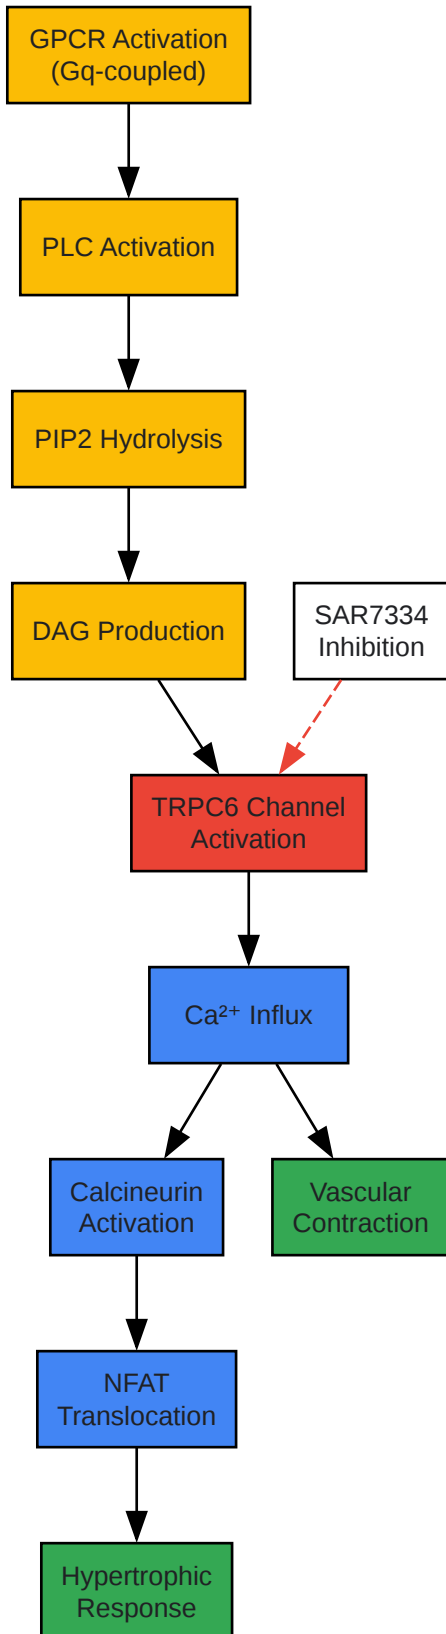 GPCR Activation
(Gq-coupled)
PLC Activation
PIP2 Hydrolysis
DAG Production
SAR7334
Inhibition
TRPC6 Channel
Activation
Ca²⁺ Influx
Calcineurin
Activation
Vascular
Contraction
NFAT
Translocation
Hypertrophic
Response